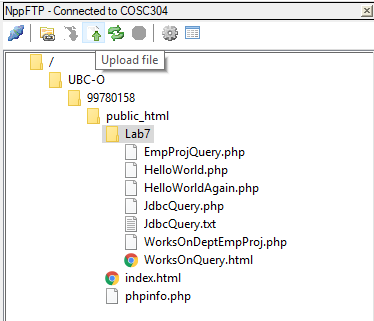 NppFTP - Connected to COSC304
Upload file
/
UBC-O
99780158
public_html
Lab7
EmpProjQuery.php
HelloWorld.php
HelloWorldAgain.php
JdbcQuery.php
JdbcQuery.txt
WorksOnDeptEmpProj.php
WorksOnQuery.html
index.html
phpinfo.php